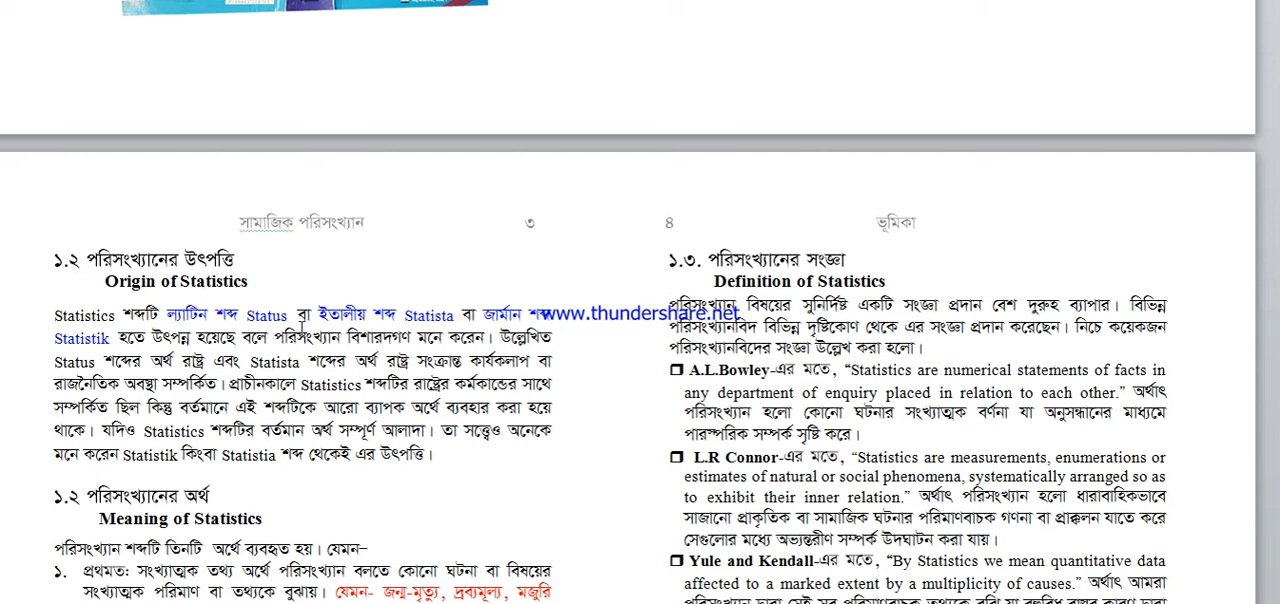 সামাজিক পরিসংখ্যান ৩
১.২ পরিসংখ্যানের উৎপত্তি
Origin of Statistics
Statistics শব্দটি ল্যাটিন শব্দ Status বা ইতালীয় শব্দ Statista বা জার্মান শব্দ
Statistik হতে উৎপন্ন হয়েছে বলে পরিসংখ্যান বিশারদগণ মনে করেন। উল্লেখিত
Status শব্দের অর্থ রাষ্ট্র এবং Statista শব্দের অর্থ রাষ্ট্র সংক্রান্ত কার্যকলাপ বা
রাজনৈতিক অবস্থা সম্পর্কিত। প্রাচীনকালে Statistics শব্দটির রাষ্ট্রের কর্মকান্ডের সাথে
সম্পর্কিত ছিল কিন্তু বর্তমানে এই শব্দটিকে আরো ব্যাপক অর্থে ব্যবহার করা হয়ে
থাকে। যদিও Statistics শব্দটির বর্তমান অর্থ সম্পূর্ণ আলাদা। তা সত্ত্বেও অনেকে
মনে করেন Statistik কিংবা Statistia শব্দ থেকেই এর উৎপত্তি।
১.২ পরিসংখ্যানের অর্থ
Meaning of Statistics
পরিসংখ্যান শব্দটি তিনটি অর্থে ব্যবহৃত হয়। যেমন–
১. প্রথমত: সংখ্যাত্মক তথ্য অর্থে পরিসংখ্যান বলতে কোনো ঘটনা বা বিষয়ের
সংখ্যাত্মক পরিমাণ বা তথ্যকে বুঝায়। যেমন- জন্ম-মৃত্যু, দ্রব্যমূল্য, মজুরি
www.thundershare.net
৪ ভূমিকা
১.৩. পরিসংখ্যানের সংজ্ঞা
Definition of Statistics
পরিসংখ্যান বিষয়ের সুনির্দিষ্ট একটি সংজ্ঞা প্রদান বেশ দুরুহ ব্যাপার। বিভিন্ন
পরিসংখ্যানবিদ বিভিন্ন দৃষ্টিকোণ থেকে এর সংজ্ঞা প্রদান করেছেন। নিচে কয়েকজন
পরিসংখ্যানবিদের সংজ্ঞা উল্লেখ করা হলো।
❒ A.L.Bowley-এর মতে, “Statistics are numerical statements of facts in
any department of enquiry placed in relation to each other.” অর্থাৎ
পরিসংখ্যান হলো কোনো ঘটনার সংখ্যাত্মক বর্ণনা যা অনুসন্ধানের মাধ্যমে
পারস্পরিক সম্পর্ক সৃষ্টি করে।
❒ L.R Connor-এর মতে, “Statistics are measurements, enumerations or
estimates of natural or social phenomena, systematically arranged so as
to exhibit their inner relation.” অর্থাৎ পরিসংখ্যান হলো ধারাবাহিকভাবে
সাজানো প্রাকৃতিক বা সামাজিক ঘটনার পরিমাণবাচক গণনা বা প্রাক্কলন যাতে করে
সেগুলোর মধ্যে অভ্যন্তরীণ সম্পর্ক উদঘাটন করা যায়।
❒ Yule and Kendall-এর মতে, “By Statistics we mean quantitative data
affected to a marked extent by a multiplicity of causes.” অর্থাৎ আমরা